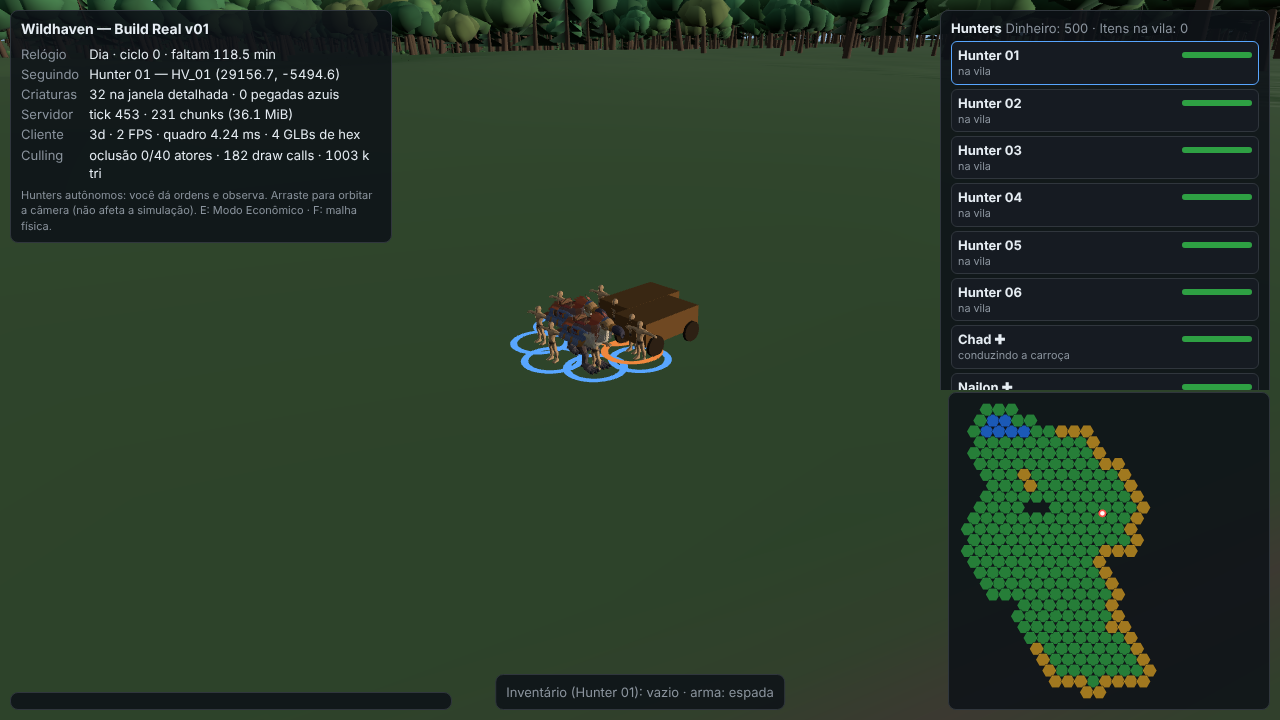 Wildhaven — Build Real v01
Relógio Dia · ciclo 0 · faltam 118.5 min
Seguindo Hunter 01 — HV_01 (29156.7, -5494.6)
Criaturas 32 na janela detalhada · 0 pegadas azuis
Servidor tick 453 · 231 chunks (36.1 MiB)
Cliente 3d · 2 FPS · quadro 4.24 ms · 4 GLBs de hex
Culling oclusão 0/40 atores · 182 draw calls · 1003 k
tri
Hunters autônomos: você dá ordens e observa. Arraste para orbitar
a câmera (não afeta a simulação). E: Modo Econômico · F: malha
física.
Hunters Dinheiro: 500 · Itens na vila: 0
Hunter 01
na vila
Hunter 02
na vila
Hunter 03
na vila
Hunter 04
na vila
Hunter 05
na vila
Hunter 06
na vila
Chad ✚
conduzindo a carroça
Nailon ✚
Inventário (Hunter 01): vazio · arma: espada